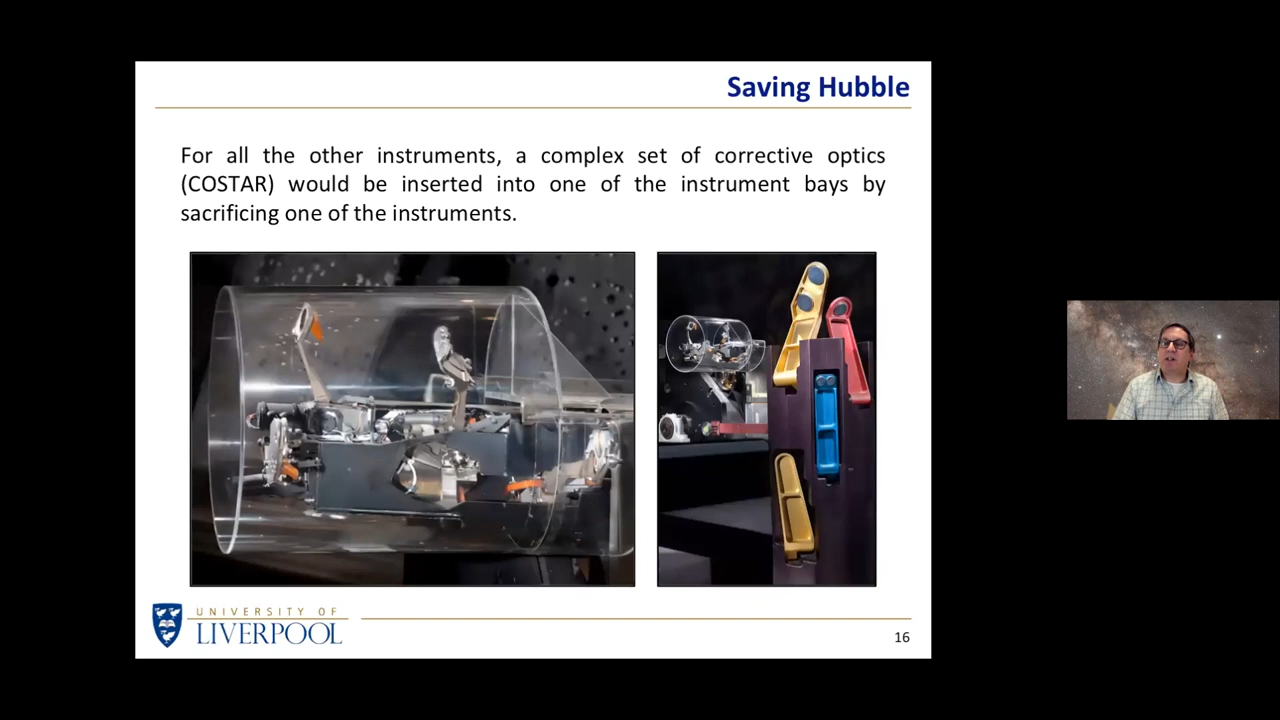 Saving Hubble
For all the other instruments, a complex set of corrective optics
(COSTAR) would be inserted into one of the instrument bays by
sacrificing one of the instruments.
UNIVERSITY OF
LIVERPOOL
16